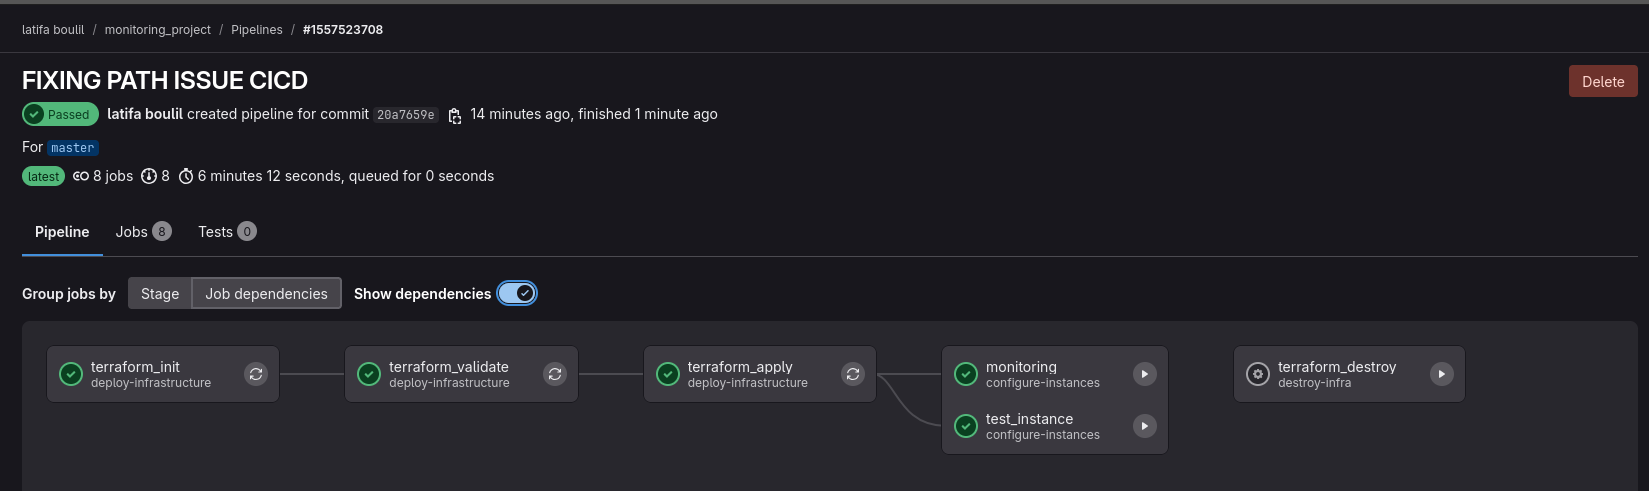 latifa boulil / monitoring_project / Pipelines / #1557523708
FIXING PATH ISSUE CICD
Delete
Passed latifa boulil created pipeline for commit 20a7659e 14 minutes ago, finished 1 minute ago
For master
latest 8 jobs 8 6 minutes 12 seconds, queued for 0 seconds
Pipeline Jobs 8 Tests 0
Group jobs by Stage Job dependencies Show dependencies
terraform_init
deploy-infrastructure
terraform_validate
deploy-infrastructure
terraform_apply
deploy-infrastructure
monitoring
configure-instances
test_instance
configure-instances
terraform_destroy
destroy-infra